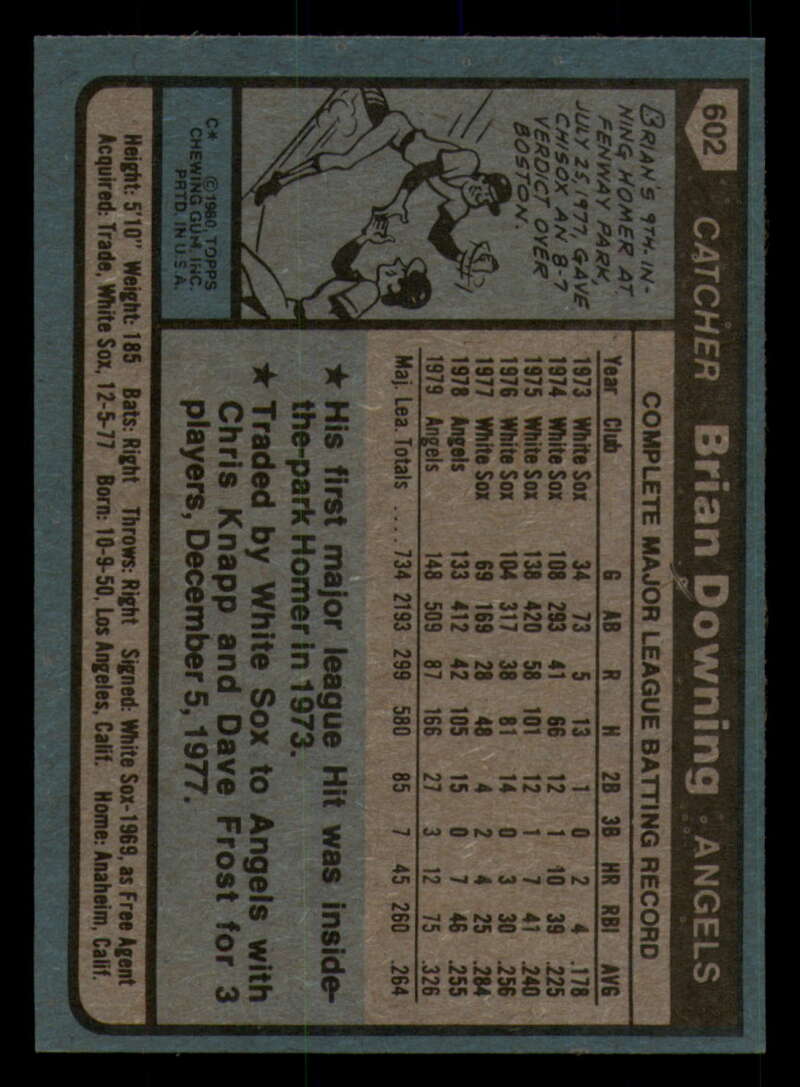 602 CATCHER Brian Downing ANGELS
BRIAN'S 9TH-IN-
NING HOMER AT
FENWAY PARK,
JULY 25, 1977, GAVE
CHISOX AN 8-7
VERDICT OVER
BOSTON.
C* © 1980, TOPPS
CHEWING GUM, INC.
PRTD. IN U.S.A.
COMPLETE MAJOR LEAGUE BATTING RECORD
Year Club G AB R H 2B 3B HR RBI AVG
1973 White Sox 34 73 5 13 1 0 2 4 .178
1974 White Sox 108 293 41 66 12 1 10 39 .225
1975 White Sox 138 420 58 101 12 1 7 41 .240
1976 White Sox 104 317 38 81 14 0 3 30 .256
1977 White Sox 69 169 28 48 4 2 4 25 .284
1978 Angels 133 412 42 105 15 0 7 46 .255
1979 Angels 148 509 87 166 27 3 12 75 .326
Maj. Lea. Totals .... 734 2193 299 580 85 7 45 260 .264
★ His first major league Hit was inside-
the-park Homer in 1973.
★ Traded by White Sox to Angels with
Chris Knapp and Dave Frost for 3
players, December 5, 1977.
Height: 5'10" Weight: 185 Bats: Right Throws: Right Signed: White Sox-1969, as Free Agent
Acquired: Trade, White Sox, 12-5-77 Born: 10-9-50, Los Angeles, Calif. Home: Anaheim, Calif.